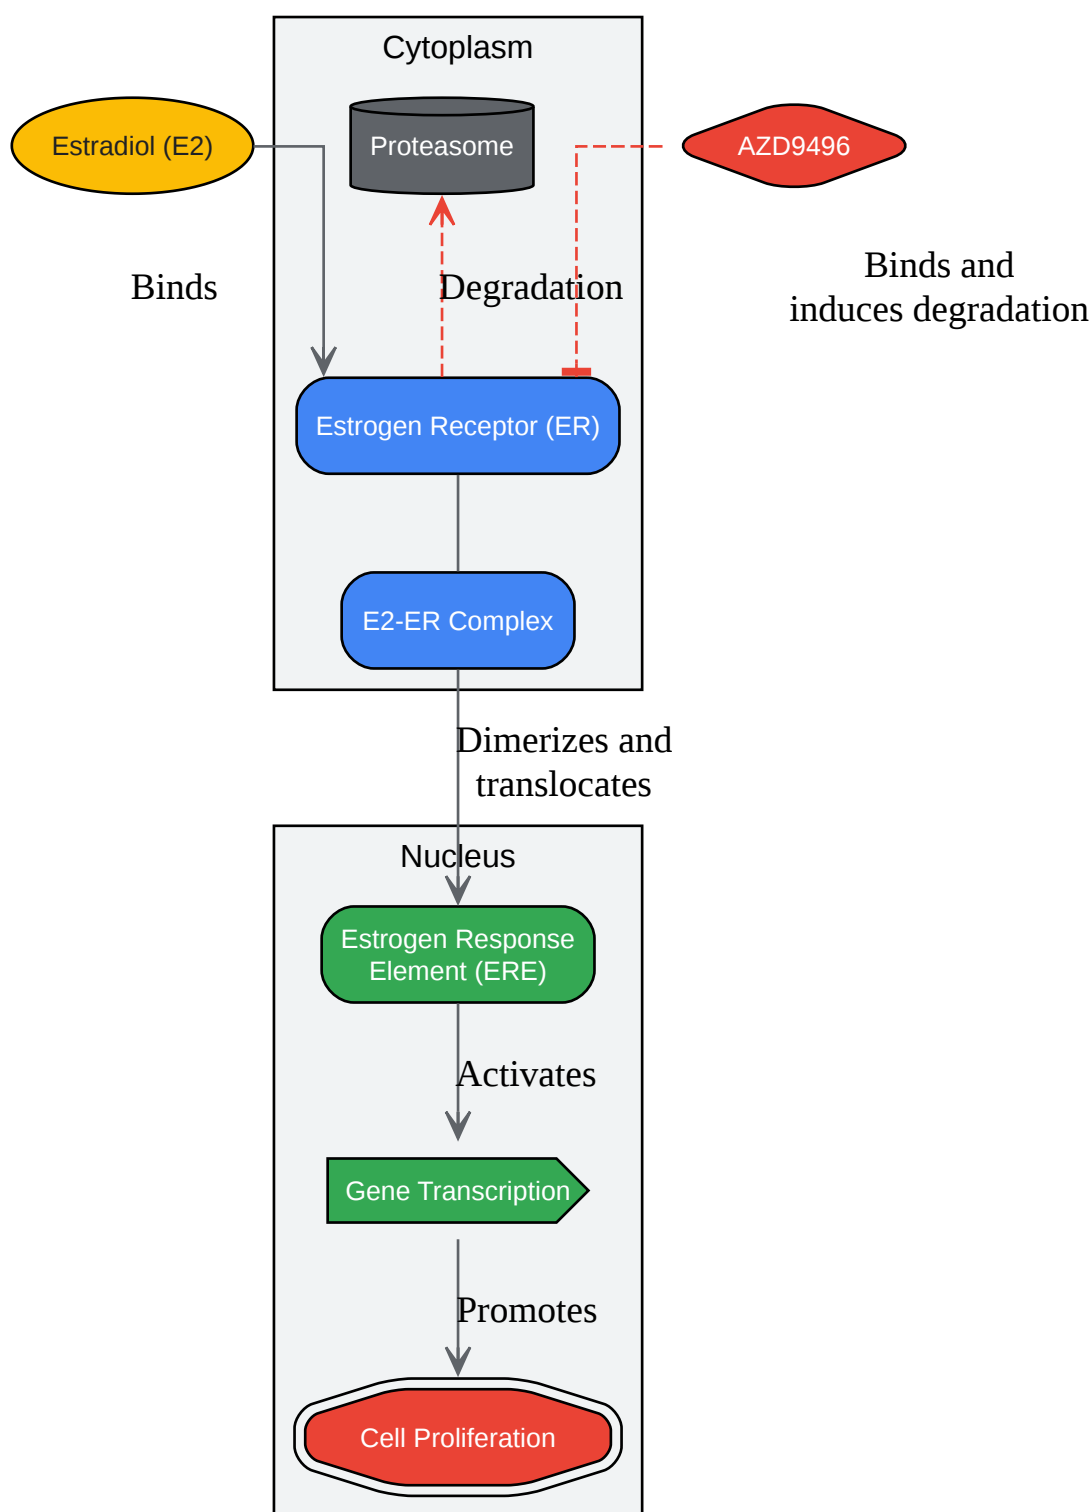 Cytoplasm
Estradiol (E2)
Proteasome
AZD9496
Binds
Degradation
Binds and
induces degradation
Estrogen Receptor (ER)
E2-ER Complex
Dimerizes and
translocates
Nucleus
Estrogen Response
Element (ERE)
Activates
Gene Transcription
Promotes
Cell Proliferation